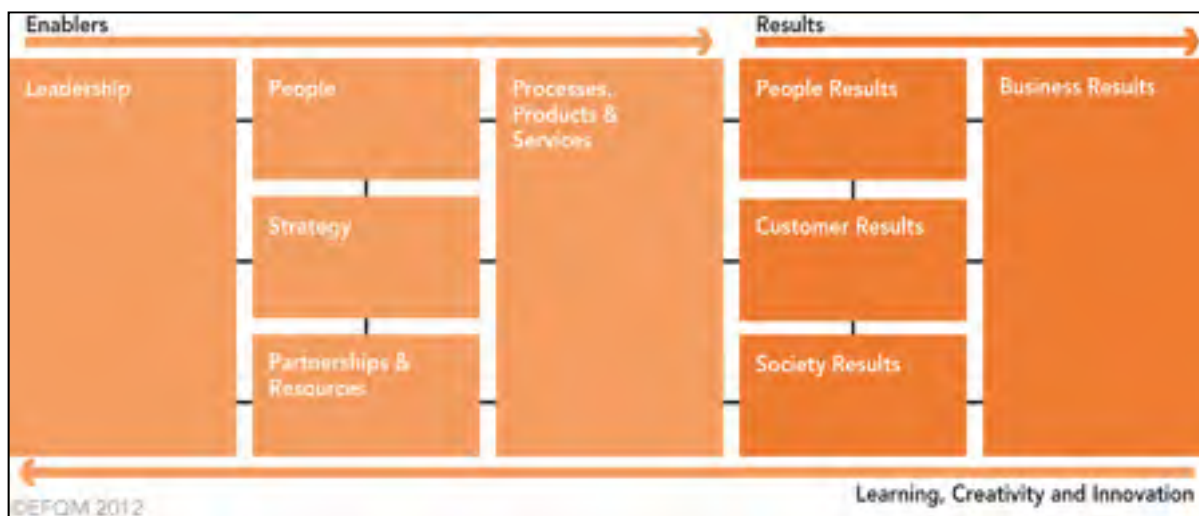 Enablers
Results
Leadership
People
Processes,
Products &
Services
People Results
Business Results
Strategy
Customer Results
Partnerships &
Resources
Society Results
Learning, Creativity and Innovation
©EFQM 2012